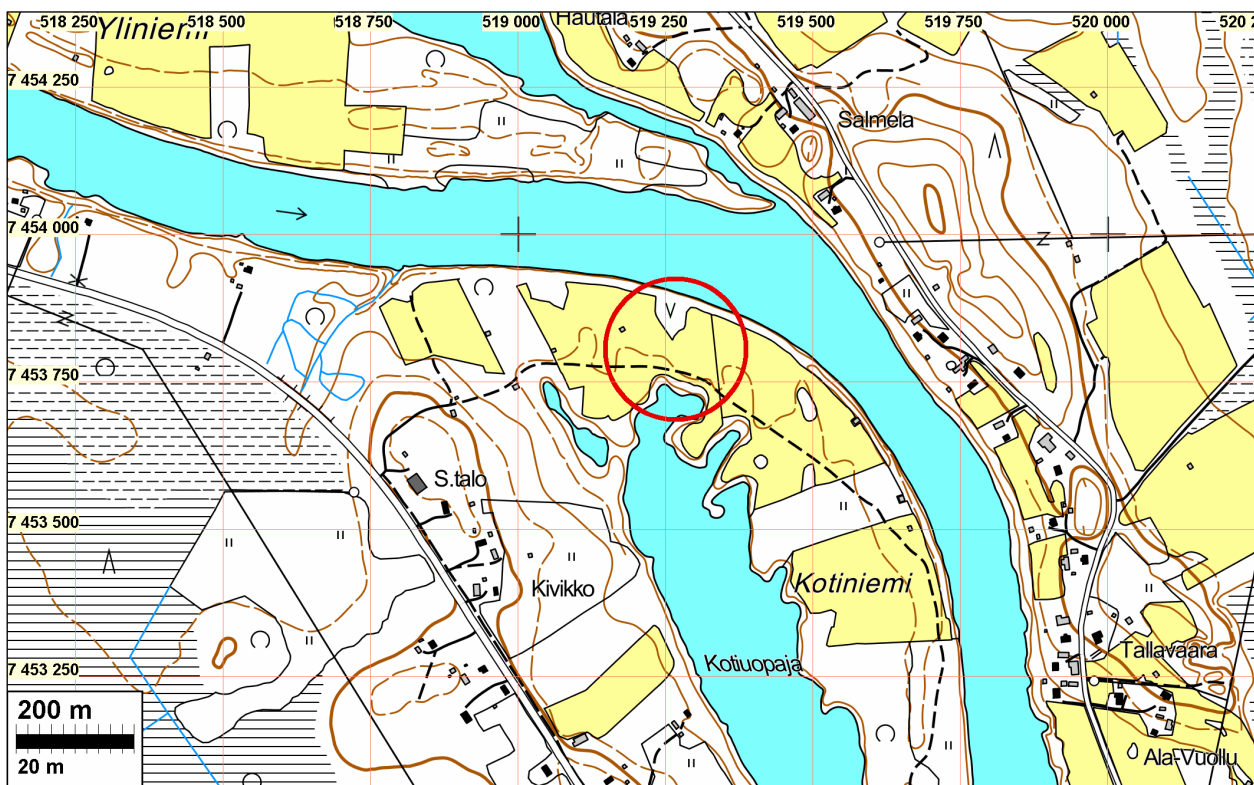 518 250
518 500
518 750
519 000
519 250
519 500
519 750
520 000
Yliniemi
Hautala
7 454 250
Salmela
7 454 000
7 453 750
S.talo
7 453 500
Kivikko
Kotiniemi
Tallavaara
Kotiuopaja
7 453 250
200 m
20 m
Ala-Vuollu